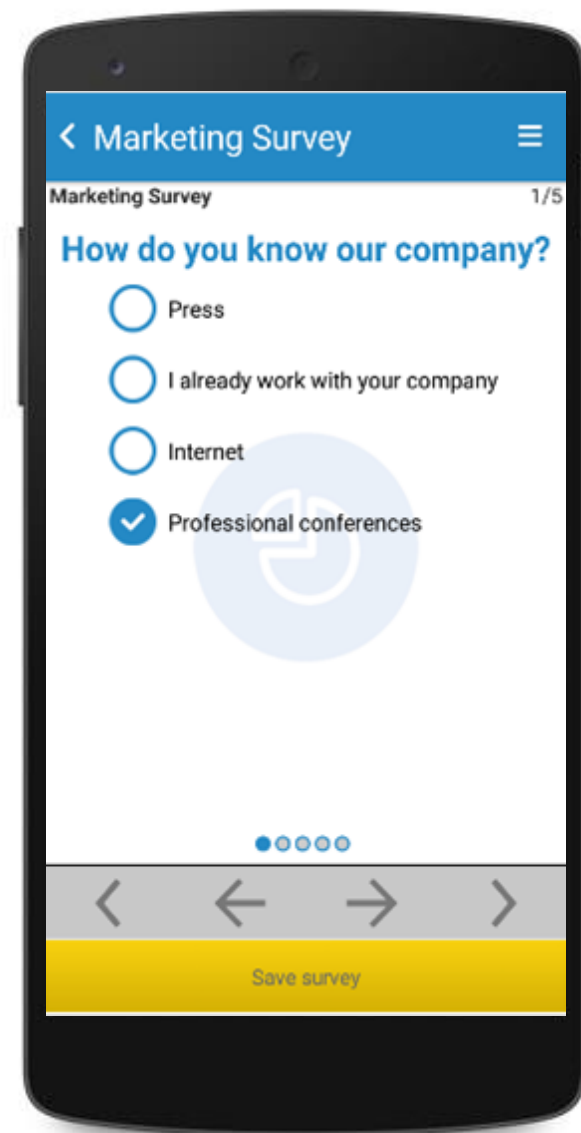 Marketing Survey
Marketing Survey 1/5
How do you know our company?
Press
I already work with your company
Internet
Professional conferences
Save survey